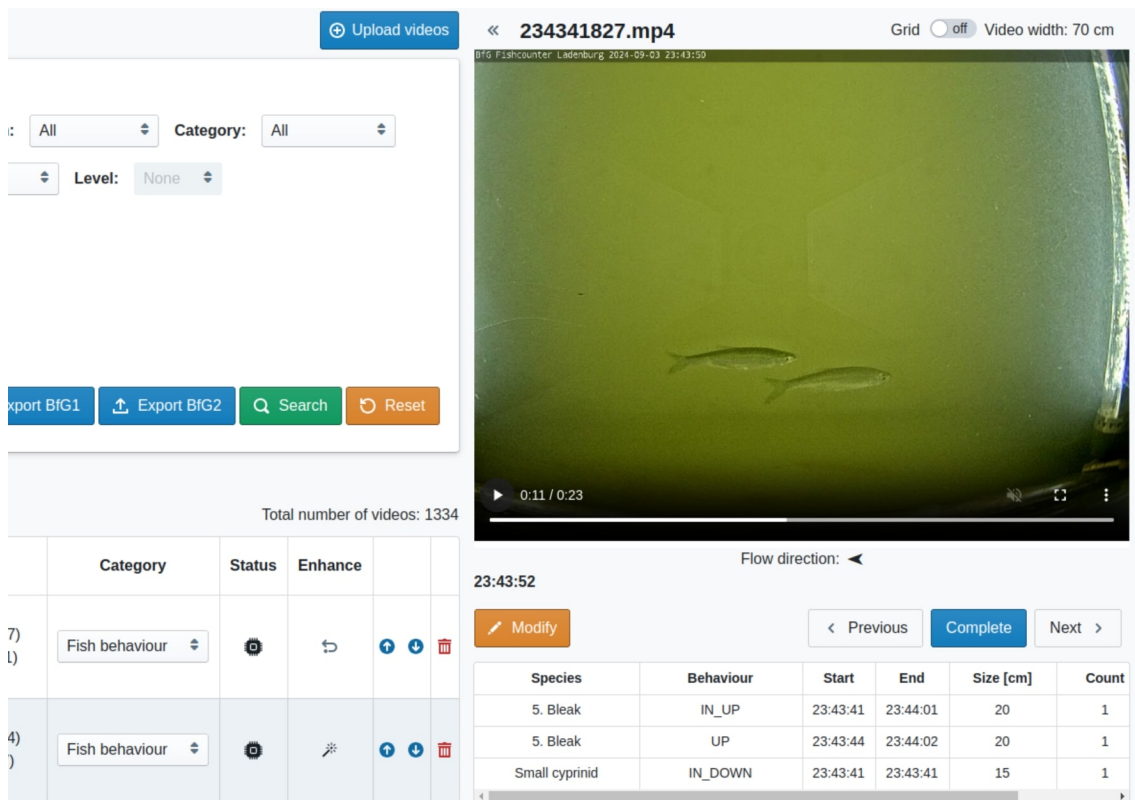 Upload videos
« 234341827.mp4
Grid off Video width: 70 cm
BfG Fishcounter Ladenburg 2024-09-03 23:43:50
: All Category: All
Level: None
xport BfG1 Export BfG2 Search Reset
0:11 / 0:23
Total number of videos: 1334
Flow direction:
23:43:52
Category Status Enhance
Modify Previous Complete Next
7)
1)
Fish behaviour
4)
)
Fish behaviour
Species Behaviour Start End Size [cm] Count
5. Bleak IN_UP 23:43:41 23:44:01 20 1
5. Bleak UP 23:43:44 23:44:02 20 1
Small cyprinid IN_DOWN 23:43:41 23:43:41 15 1